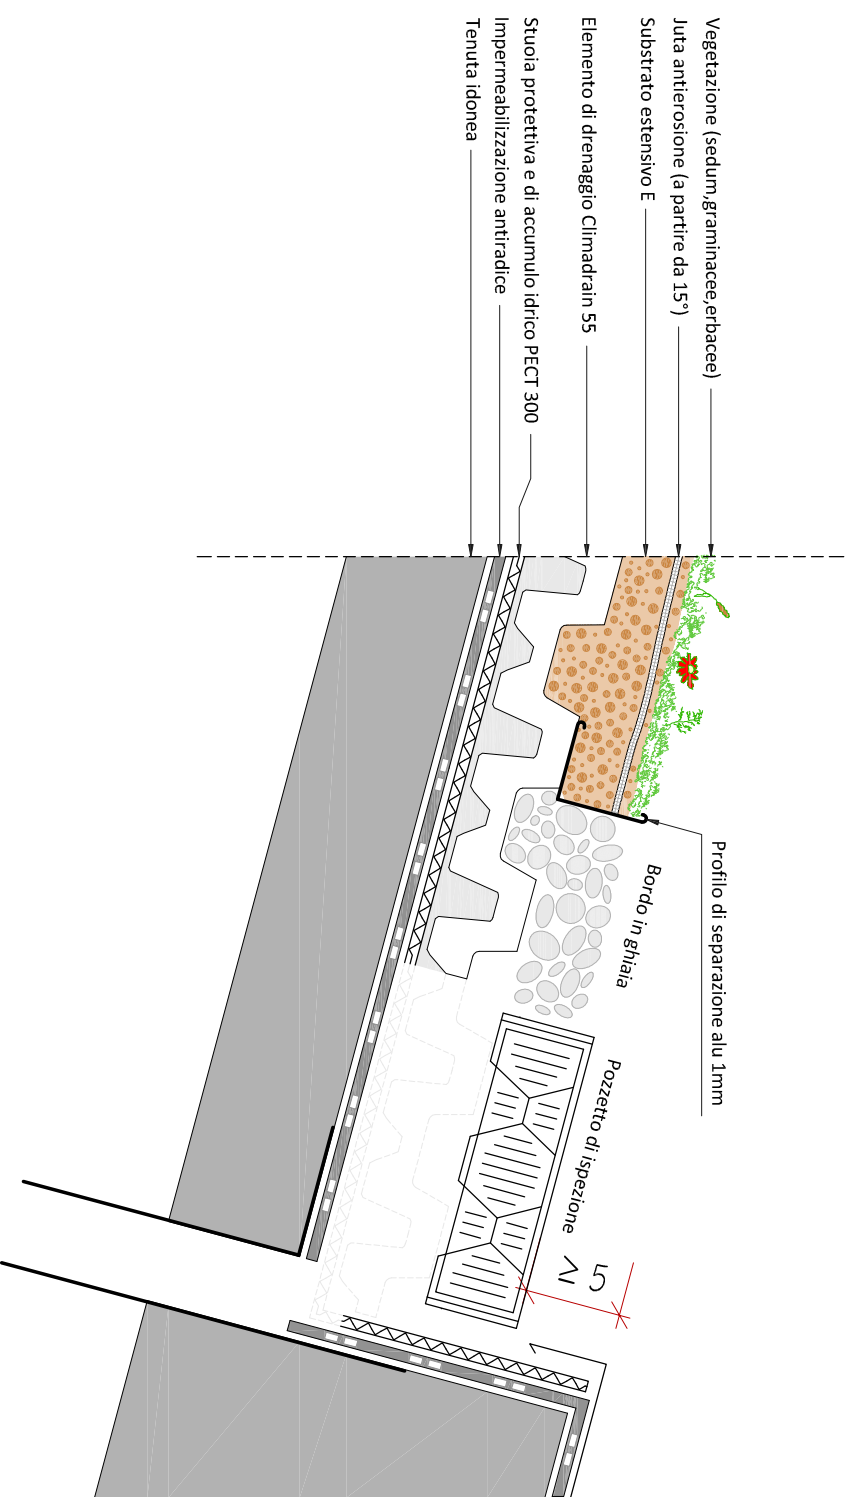 Vegetazione (sedum,graminacee,erbacee)
Juta antierosione (a partire da 15°)
Substrato estensivo E
Elemento di drenaggio Climadrain 55
Stuoia protettiva e di accumulo idrico PECT 300
Impermeabilizzazione antiradice
Tenuta idonea
Profilo di separazione alu 1mm
Bordo in ghiaia
Pozzetto di ispezione
≥ 5